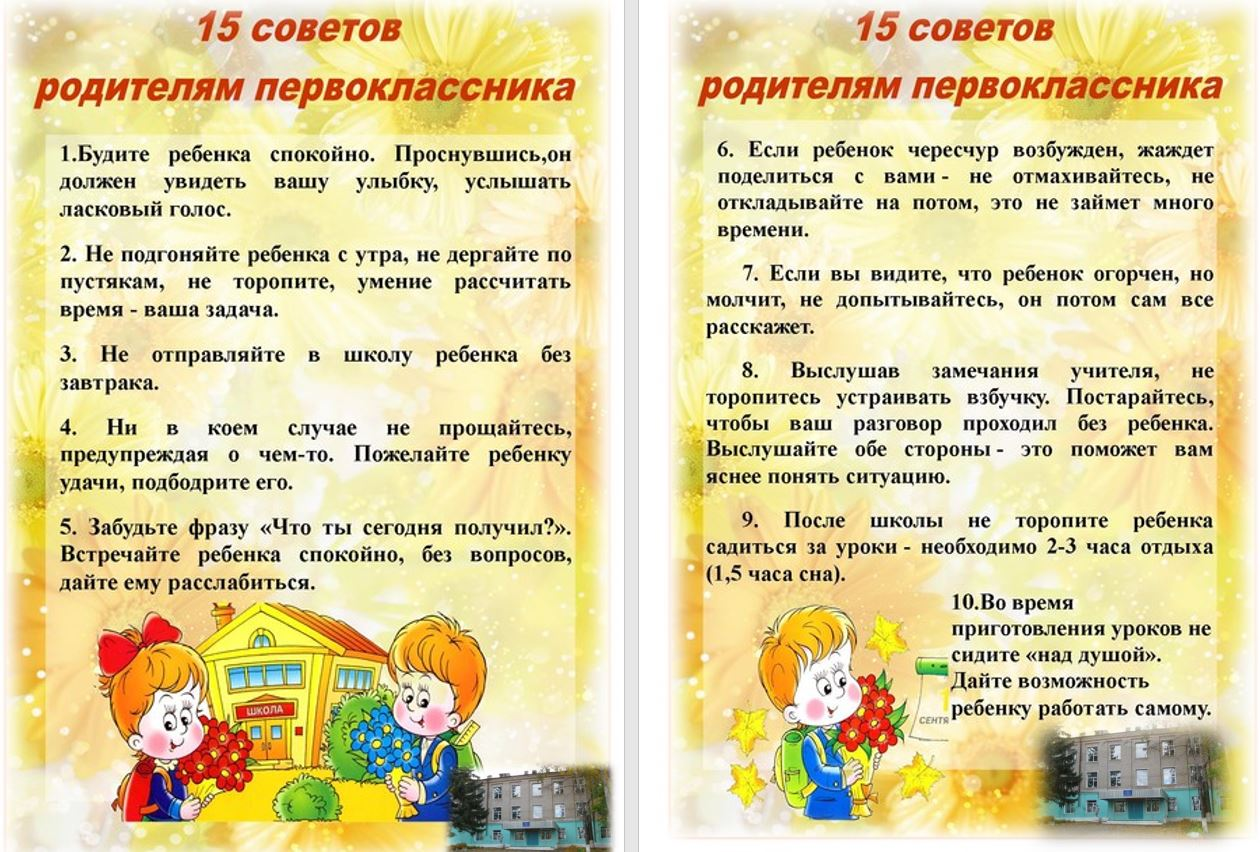 15 советов
родителям первоклассника
1.Будите ребенка спокойно. Проснувшись,он
должен увидеть вашу улыбку, услышать
ласковый голос.
2. Не подгоняйте ребенка с утра, не дергайте по
пустякам, не торопите, умение рассчитать
время - ваша задача.
3. Не отправляйте в школу ребенка без
завтрака.
4. Ни в коем случае не прощайтесь,
предупреждая о чем-то. Пожелайте ребенку
удачи, подбодрите его.
5. Забудьте фразу «Что ты сегодня получил?».
Встречайте ребенка спокойно, без вопросов,
дайте ему расслабиться.
ШКОЛА
15 советов
родителям первоклассника
6. Если ребенок чересчур возбужден, жаждет
поделиться с вами - не отмахивайтесь, не
откладывайте на потом, это не займет много
времени.
7. Если вы видите, что ребенок огорчен, но
молчит, не допытывайтесь, он потом сам все
расскажет.
8. Выслушав замечания учителя, не
торопитесь устраивать взбучку. Постарайтесь,
чтобы ваш разговор проходил без ребенка.
Выслушайте обе стороны - это поможет вам
яснее понять ситуацию.
9. После школы не торопите ребенка
садиться за уроки - необходимо 2-3 часа отдыха
(1,5 часа сна).
10.Во время
приготовления уроков не
сидите «над душой».
Дайте возможность
ребенку работать самому.
СЕНТЯ